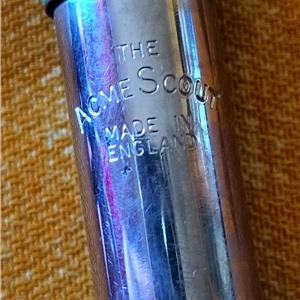 THE
ACME SCOUT
MADE IN
ENGLAND